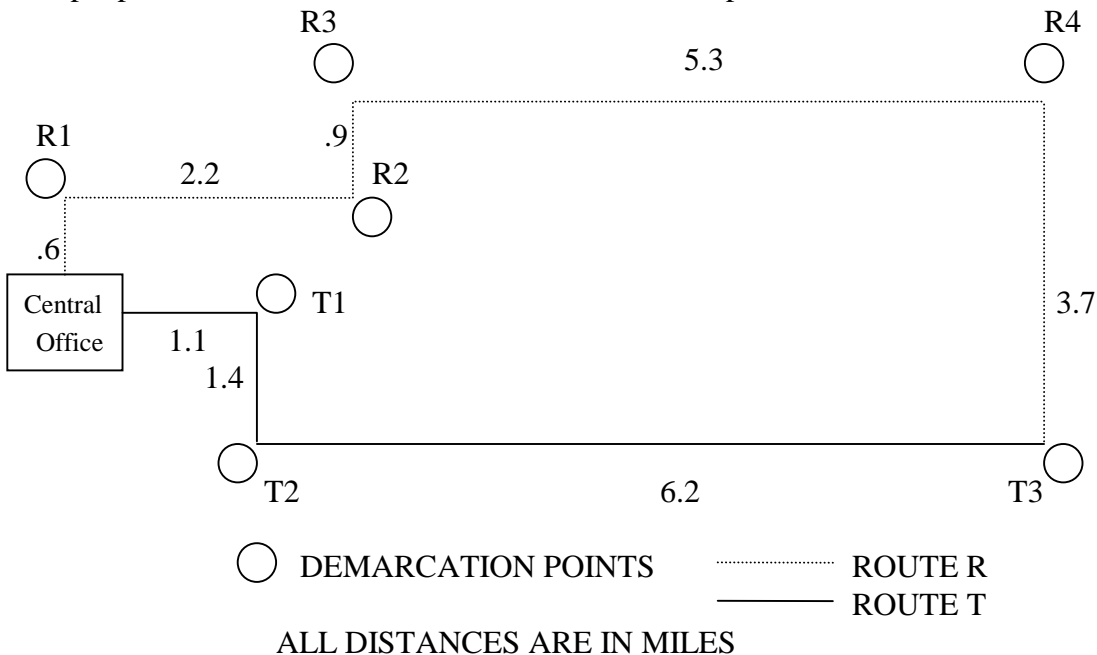 R3
R4
5.3
R1
.9
2.2
R2
.6
Central
Office
T1
3.7
1.1
1.4
T2
6.2
T3
DEMARCATION POINTS
ROUTE R
ROUTE T
ALL DISTANCES ARE IN MILES